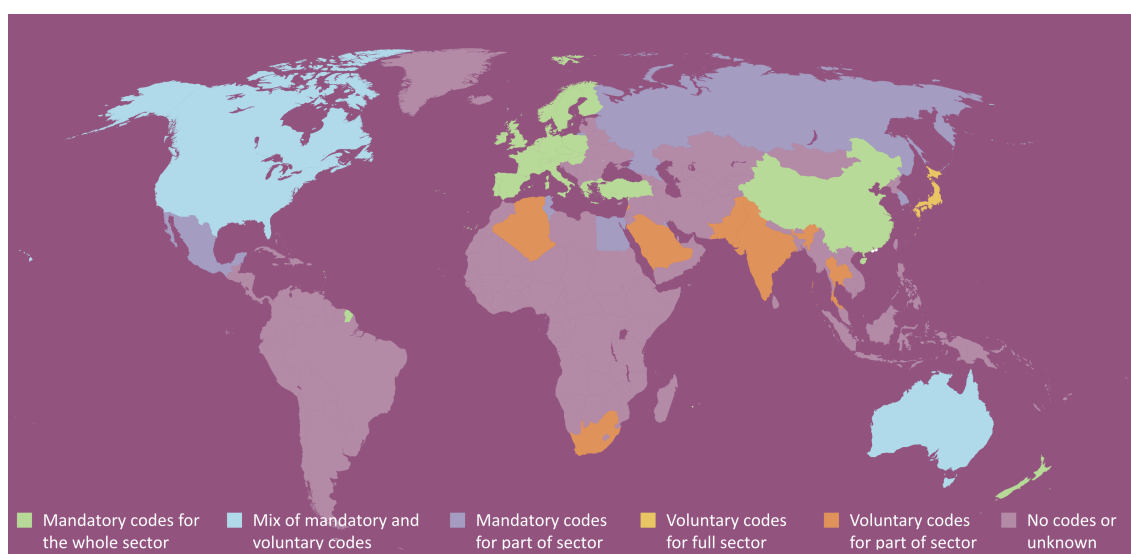 Mandatory codes for
the whole sector
Mix of mandatory and
voluntary codes
Mandatory codes
for part of sector
Voluntary codes
for full sector
Voluntary codes
for part of sector
No codes or
unknown